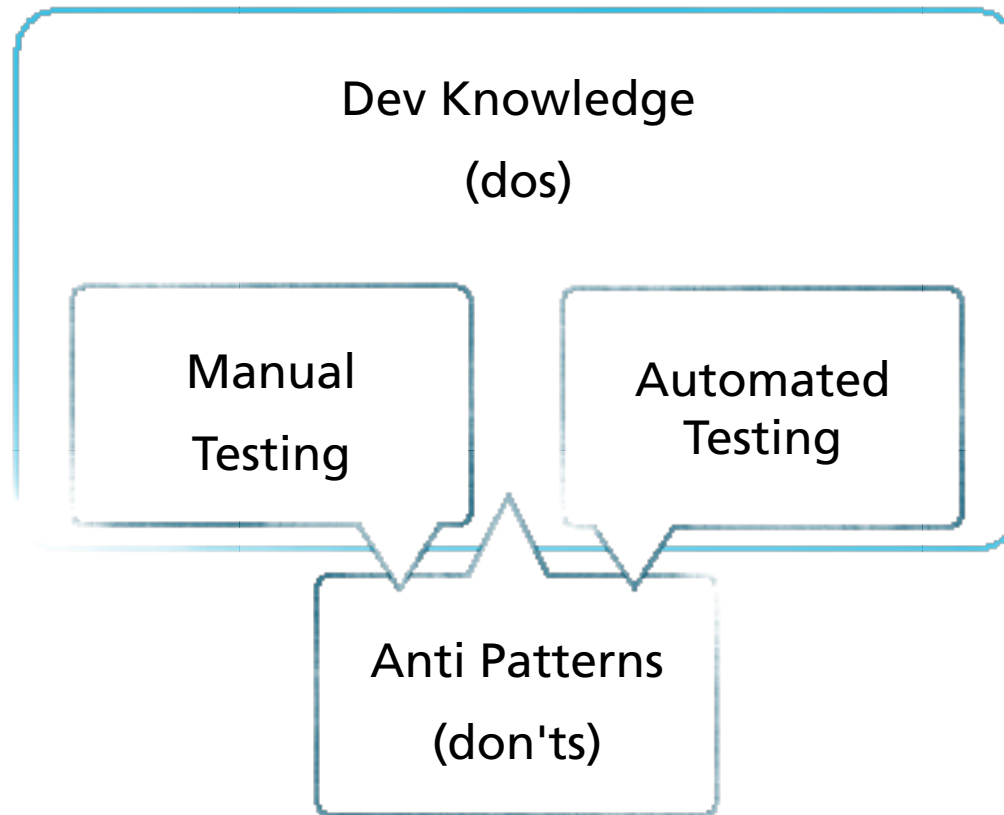 Dev Knowledge
(dos)
Manual
Testing
Automated
Testing
Anti Patterns
(don'ts)